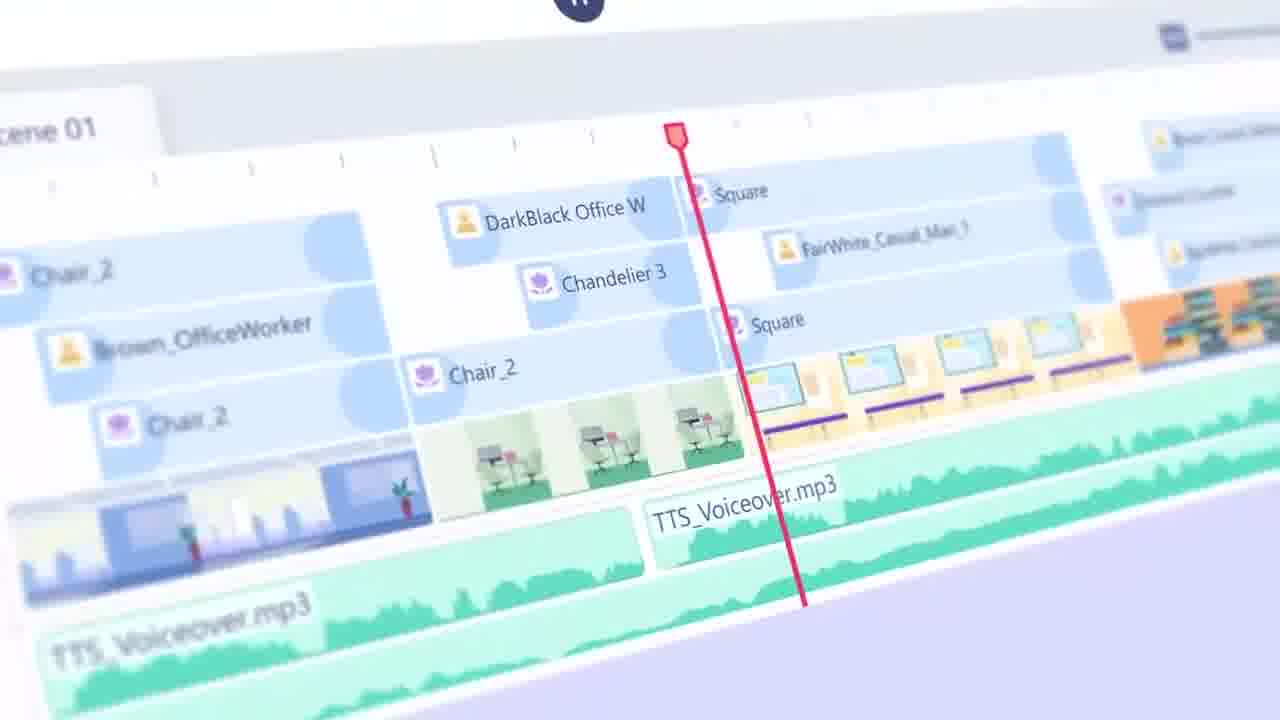 cene 01
DarkBlack Office W
Square
Chair_2
Chandelier 3
FairWhite_Casual_Man_1
Brown_OfficeWorker
Chair_2
Square
Chair_2
TTS_Voiceover.mp3
TTS_Voiceover.mp3